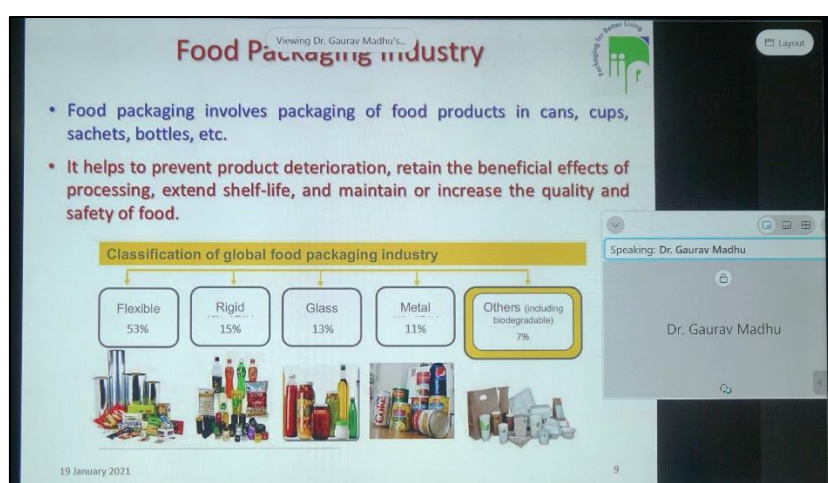 Viewing Dr. Gaurav Madhu's...
Food Packaging Industry
Packaging for Better Living
iip
Layout
• Food packaging involves packaging of food products in cans, cups,
sachets, bottles, etc.
• It helps to prevent product deterioration, retain the beneficial effects of
processing, extend shelf-life, and maintain or increase the quality and
safety of food.
Speaking: Dr. Gaurav Madhu
Dr. Gaurav Madhu
Classification of global food packaging industry
Flexible
53%
Rigid
15%
Glass
13%
Metal
11%
Others (including
biodegradable)
7%
Coke
pepsi
19 January 2021
9